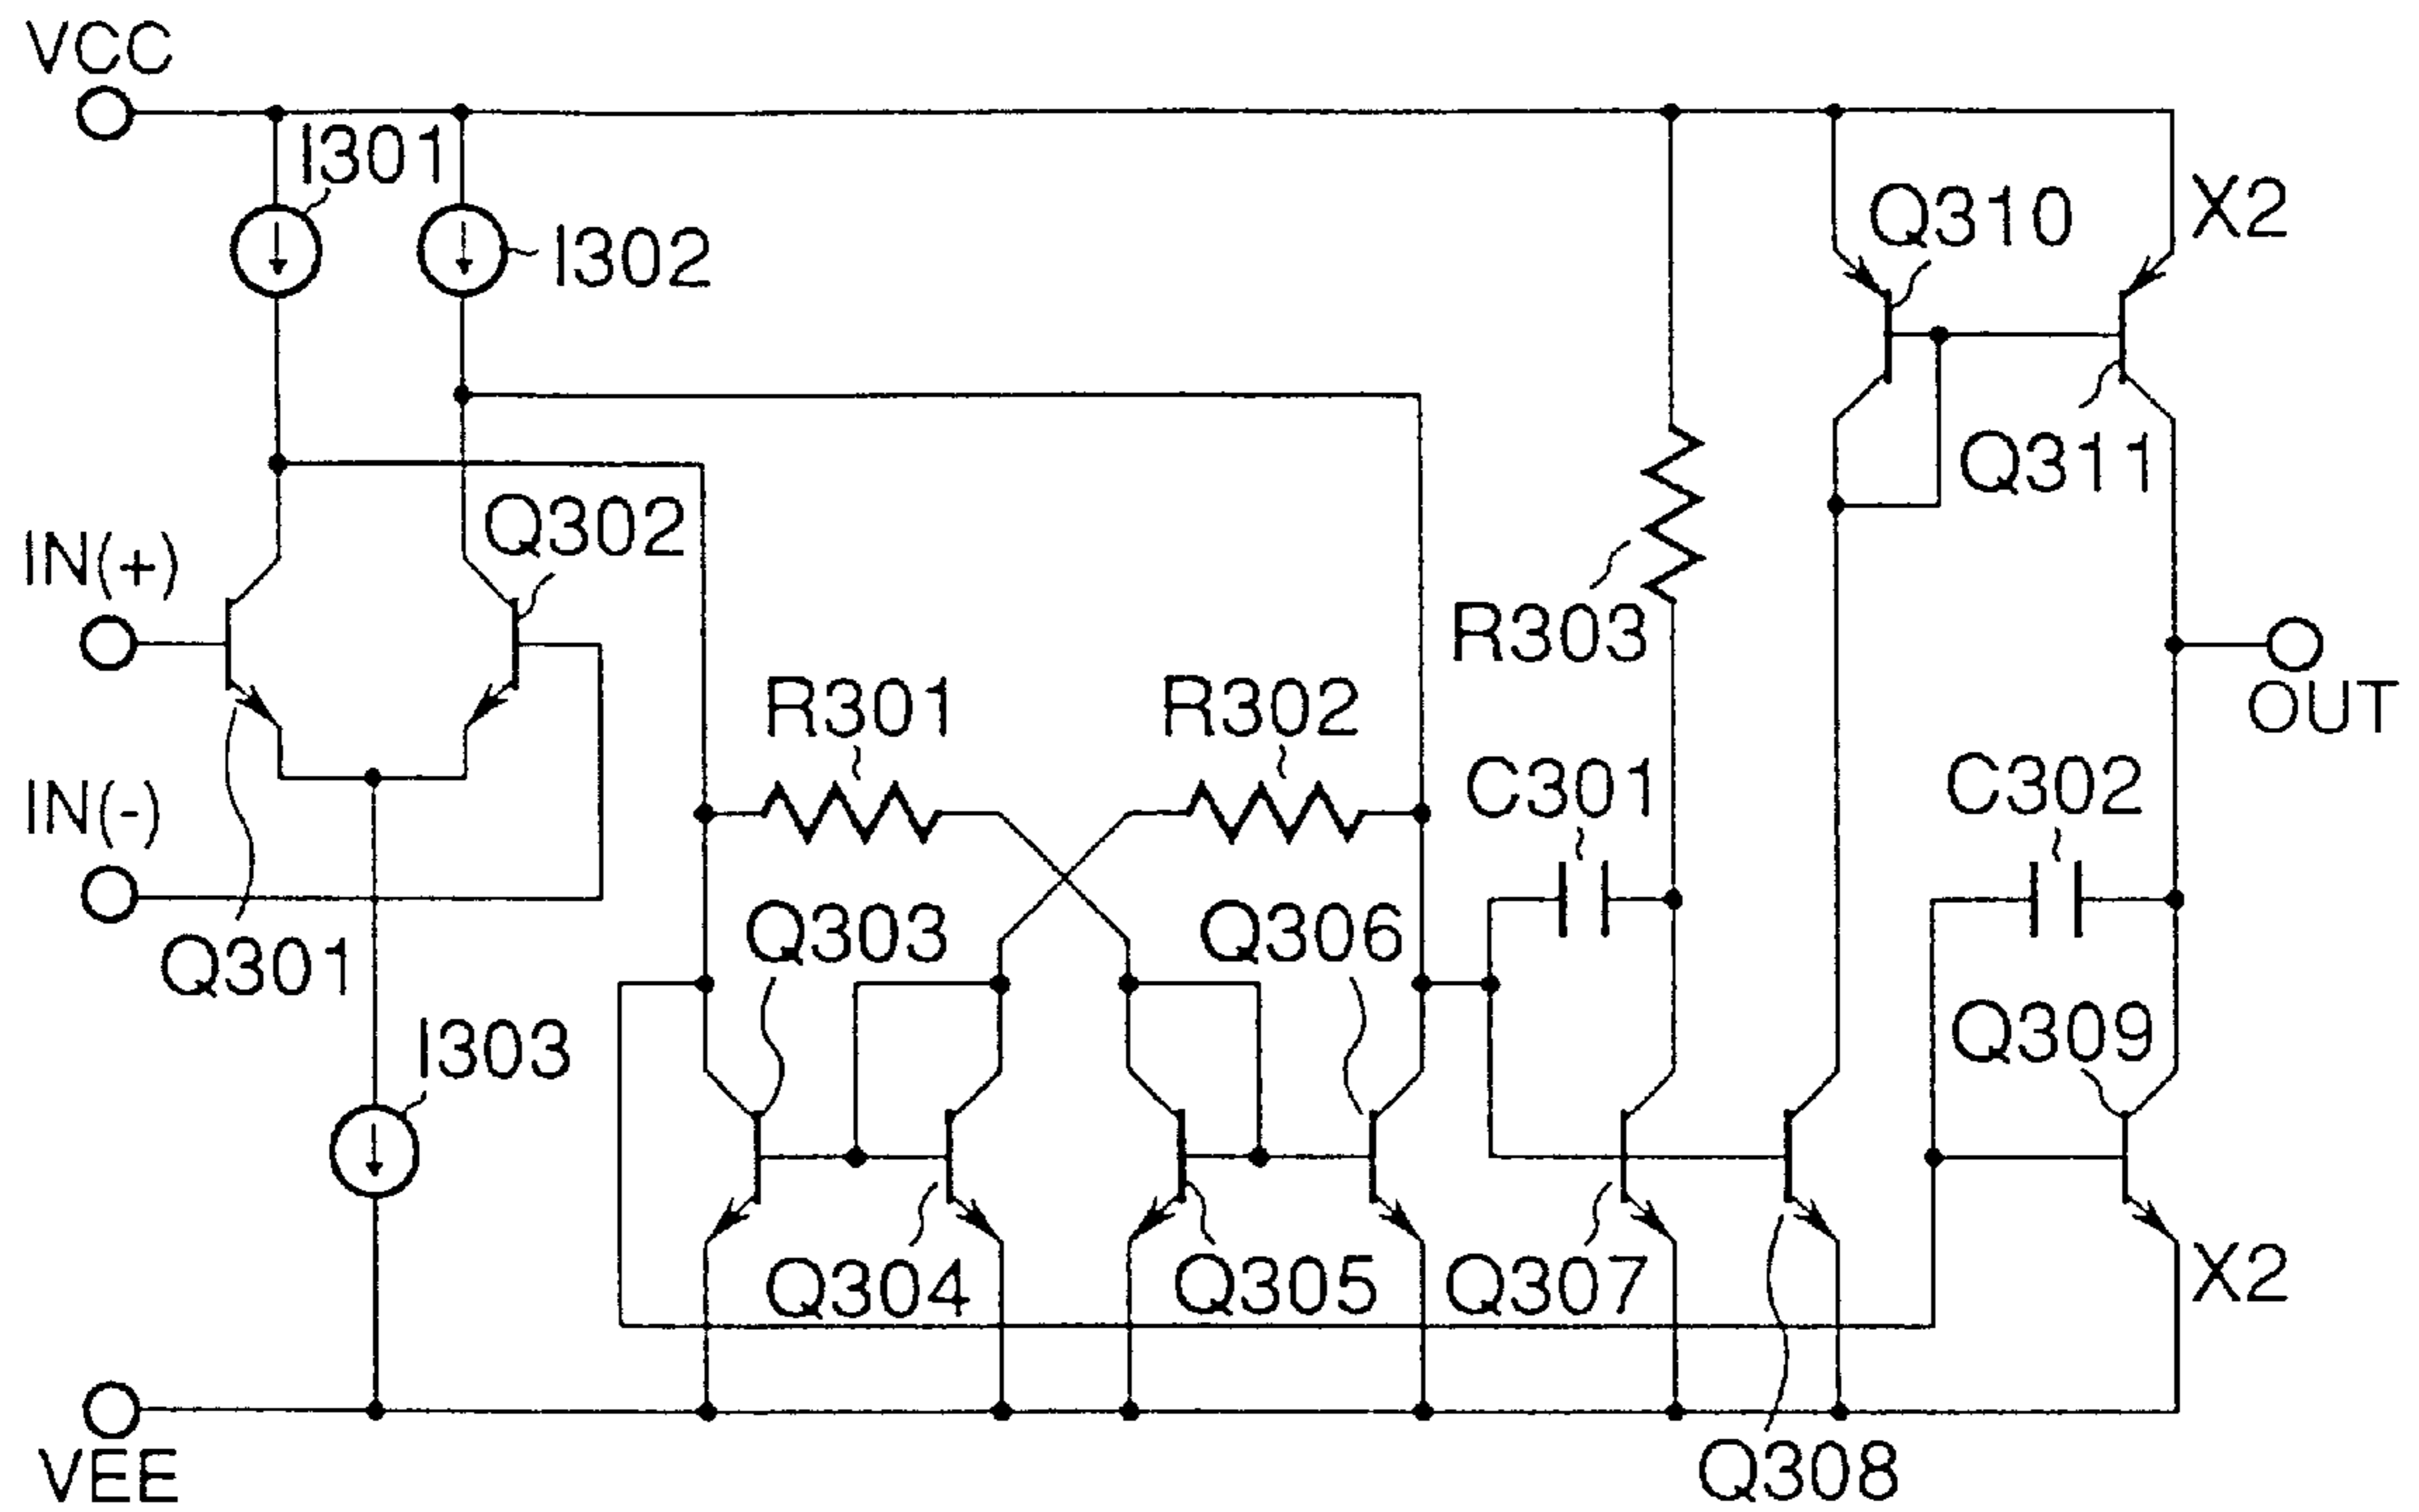 VCC
I301
I302
Q310
X2
Q311
Q302
IN(+)
R303
OUT
R301
R302
C301
C302
IN(-)
Q303
Q306
Q301
Q309
I303
Q304
Q305
Q307
X2
Q308
VEE